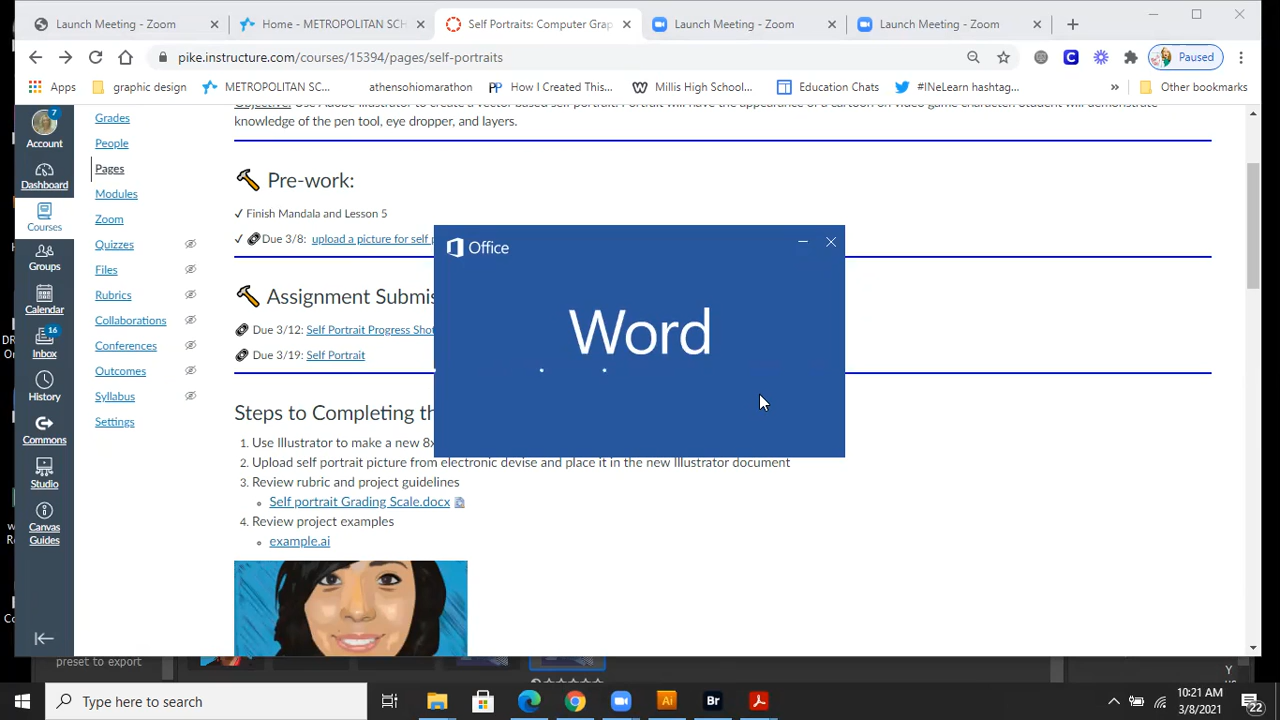 Launch Meeting - Zoom
Home - METROPOLITAN SCH
Self Portraits: Computer Grap
Launch Meeting - Zoom
Launch Meeting - Zoom
pike.instructure.com/courses/15394/pages/self-portraits
Paused
Apps
graphic design
METROPOLITAN SC...
athensohiomarathon
How I Created This...
Millis High School...
Education Chats
#INeLearn hashtag...
»
Other bookmarks
7
Account
Dashboard
Courses
Groups
Calendar
16
Inbox
History
Commons
Studio
Canvas
Guides
Grades
People
Pages
Modules
Zoom
Quizzes
Files
Rubrics
Collaborations
Conferences
Outcomes
Syllabus
Settings
knowledge of the pen tool, eye dropper, and layers.
Pre-work:
✓ Finish Mandala and Lesson 5
✓ Due 3/8: upload a picture for self p
Assignment Submis
Due 3/12: Self Portrait Progress Shot
Due 3/19: Self Portrait
Office
Word
Steps to Completing th
1. Use Illustrator to make a new 8x
2. Upload self portrait picture from electronic devise and place it in the new Illustrator document
3. Review rubric and project guidelines
Self portrait Grading Scale.docx
4. Review project examples
example.ai
preset to export
Type here to search
Ai
Br
10:21 AM
3/8/2021
22